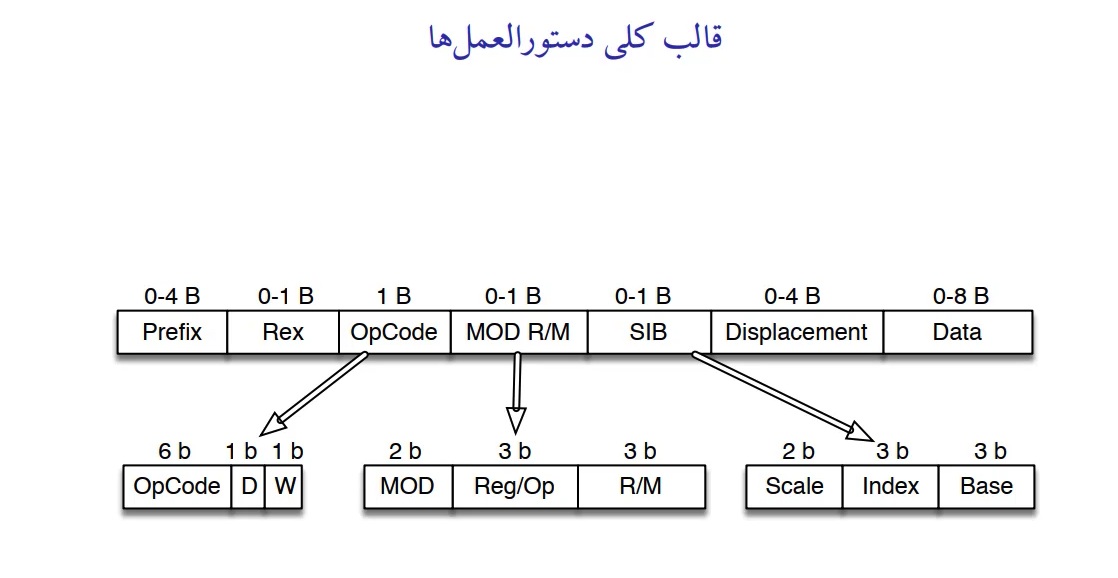 قالب کلی دستورالعمل‌ها
0-4 B 0-1 B 1 B 0-1 B 0-1 B 0-4 B 0-8 B
Prefix Rex OpCode MOD R/M SIB Displacement Data
6 b 1 b 1 b 2 b 3 b 3 b 2 b 3 b 3 b
OpCode D W MOD Reg/Op R/M Scale Index Base